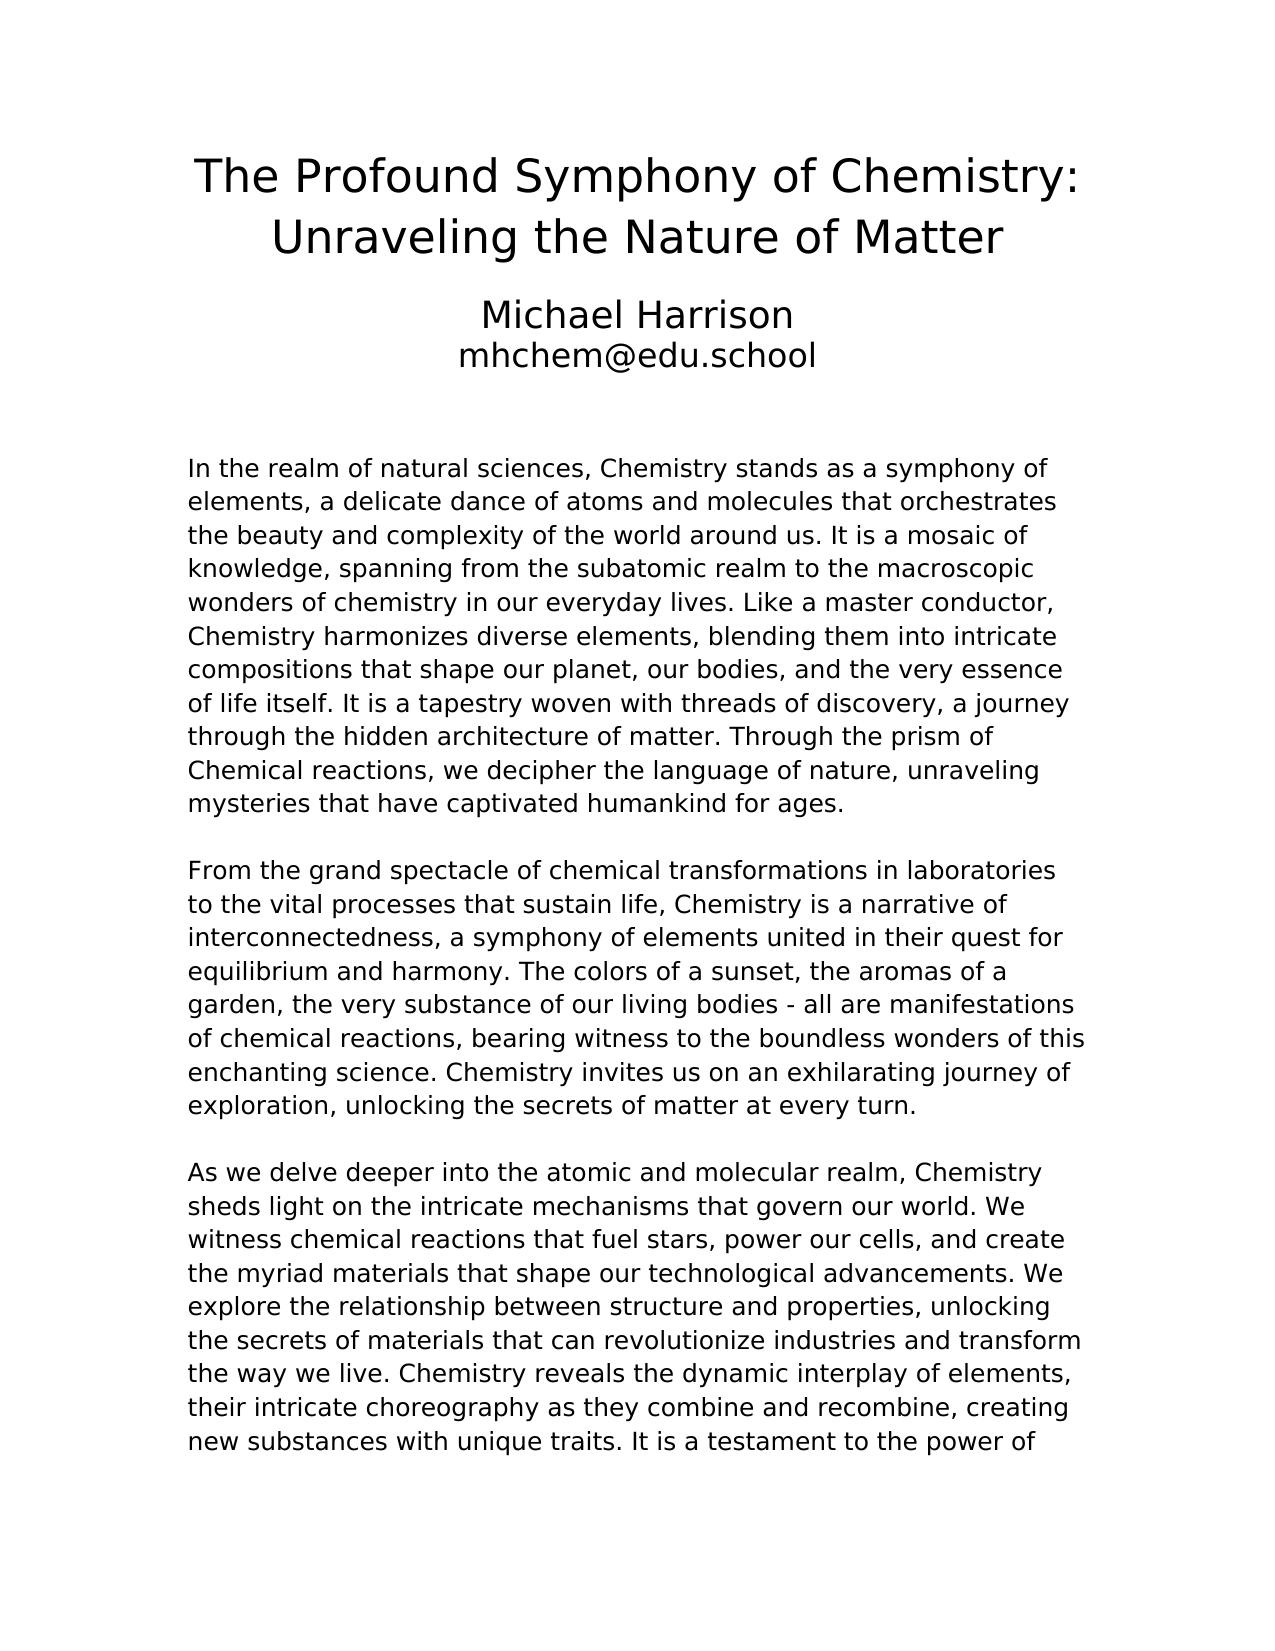 The Profound Symphony of Chemistry:
Unraveling the Nature of Matter
Michael Harrison
mhchem@edu.school
In the realm of natural sciences, Chemistry stands as a symphony of
elements, a delicate dance of atoms and molecules that orchestrates
the beauty and complexity of the world around us. It is a mosaic of
knowledge, spanning from the subatomic realm to the macroscopic
wonders of chemistry in our everyday lives. Like a master conductor,
Chemistry harmonizes diverse elements, blending them into intricate
compositions that shape our planet, our bodies, and the very essence
of life itself. It is a tapestry woven with threads of discovery, a journey
through the hidden architecture of matter. Through the prism of
Chemical reactions, we decipher the language of nature, unraveling
mysteries that have captivated humankind for ages.
From the grand spectacle of chemical transformations in laboratories
to the vital processes that sustain life, Chemistry is a narrative of
interconnectedness, a symphony of elements united in their quest for
equilibrium and harmony. The colors of a sunset, the aromas of a
garden, the very substance of our living bodies - all are manifestations
of chemical reactions, bearing witness to the boundless wonders of this
enchanting science. Chemistry invites us on an exhilarating journey of
exploration, unlocking the secrets of matter at every turn.
As we delve deeper into the atomic and molecular realm, Chemistry
sheds light on the intricate mechanisms that govern our world. We
witness chemical reactions that fuel stars, power our cells, and create
the myriad materials that shape our technological advancements. We
explore the relationship between structure and properties, unlocking
the secrets of materials that can revolutionize industries and transform
the way we live. Chemistry reveals the dynamic interplay of elements,
their intricate choreography as they combine and recombine, creating
new substances with unique traits. It is a testament to the power of